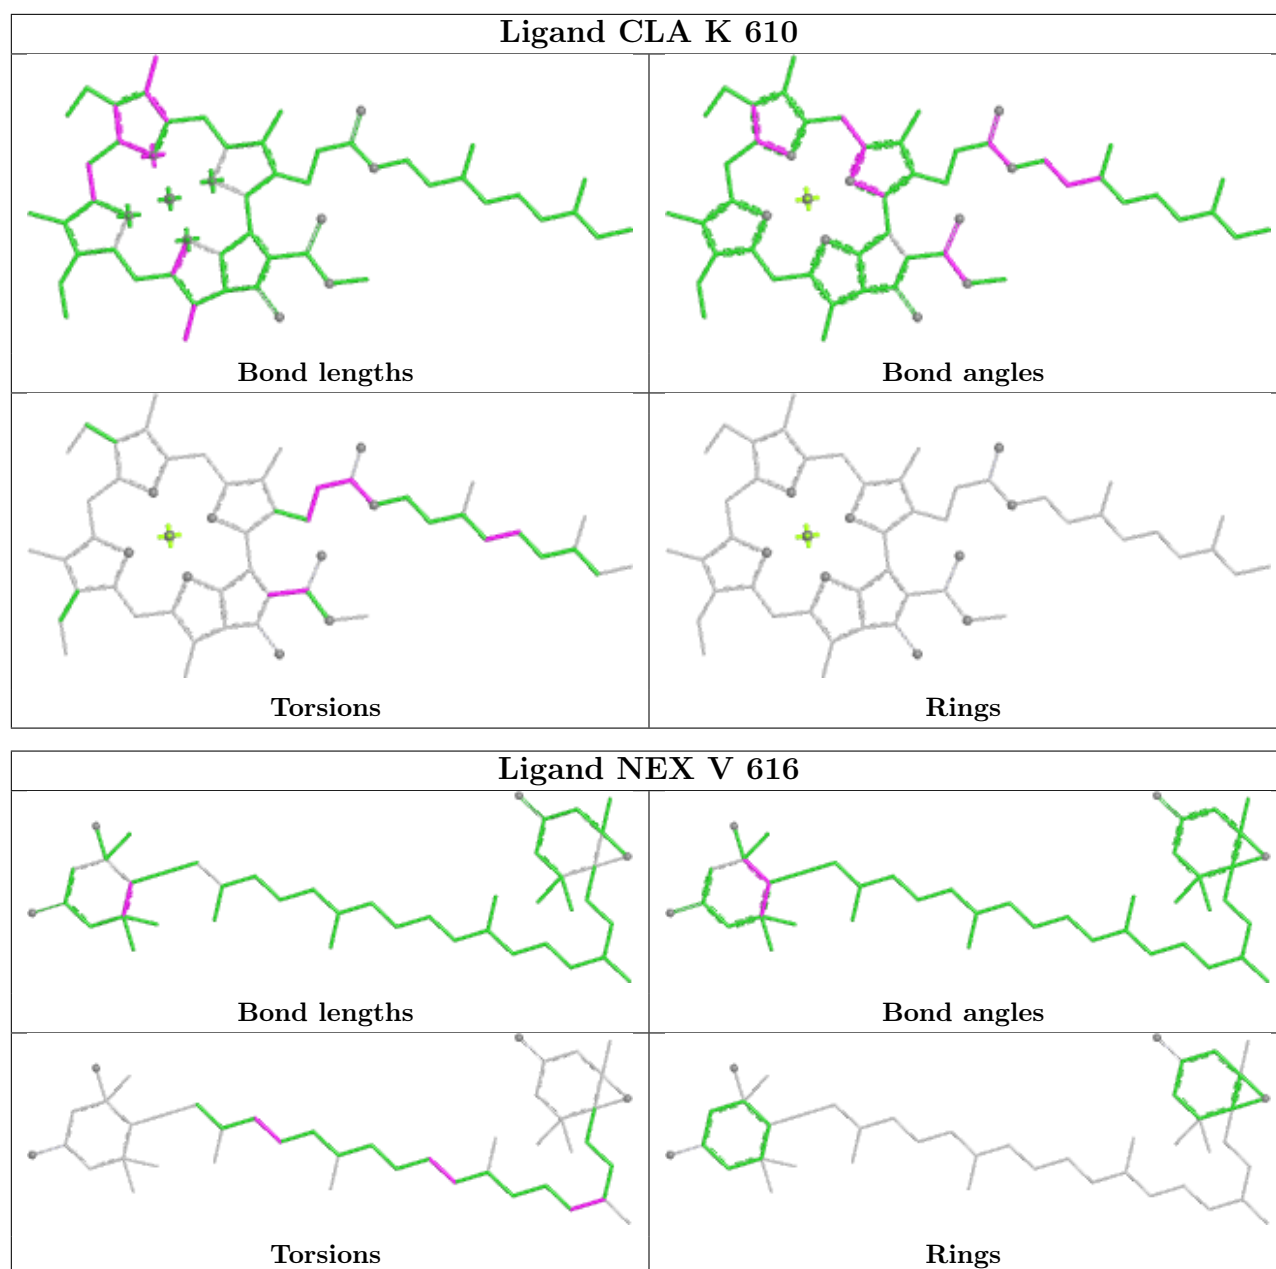 Ligand CLA K 610
Bond lengths
Bond angles
Torsions
Rings
Ligand NEX V 616
Bond lengths
Bond angles
Torsions
Rings